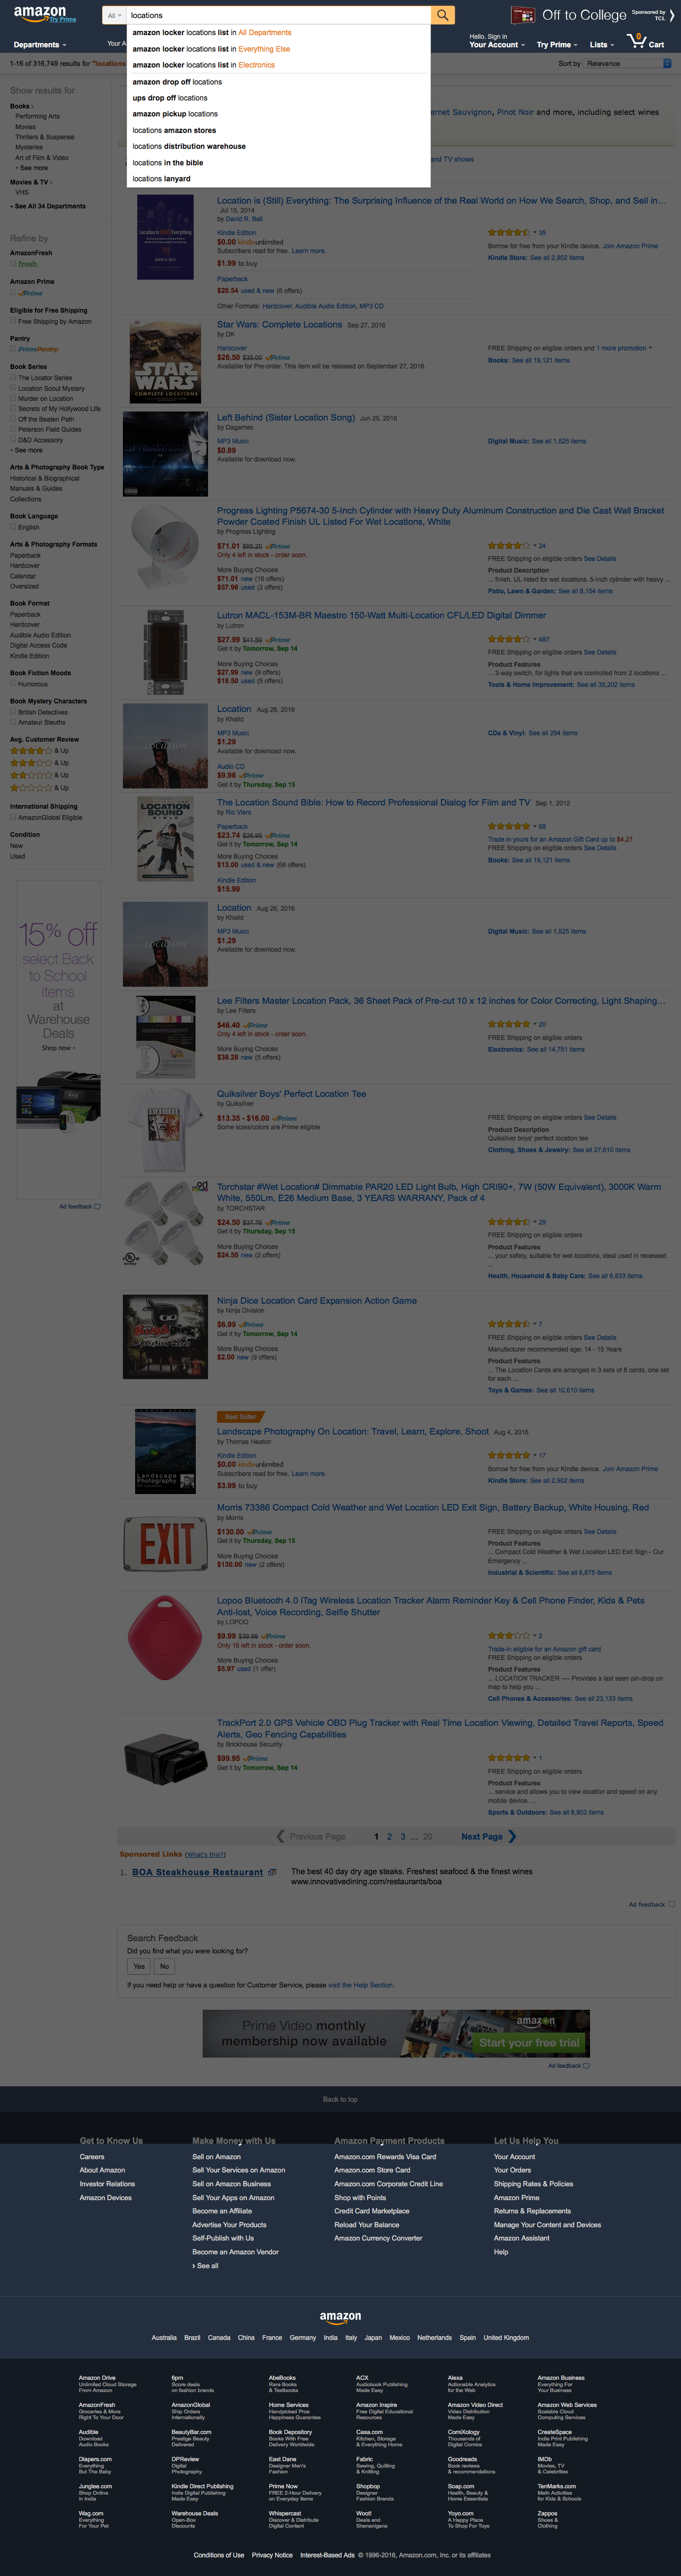 amazon
Try Prime
All
locations
Off to College
Sponsored by
TCL
Departments
Your A
Hello. Sign in
Your Account
Try Prime
Lists
0
Cart
amazon locker locations list in All Departments
amazon locker locations list in Everything Else
amazon locker locations list in Electronics
amazon drop off locations
ups drop off locations
amazon pickup locations
locations amazon stores
locations distribution warehouse
locations in the bible
locations lanyard
1-16 of 316,749 results for "locations
Sort by Relevance
ernet Sauvignon, Pinot Noir and more, including select wines
and TV shows
Show results for
Books
Performing Arts
Movies
Thrillers & Suspense
Mysteries
Art of Film & Video
See more
Movies & TV
VHS
See All 34 Departments
Refine by
AmazonFresh
fresh
Amazon Prime
Prime
Eligible for Free Shipping
Free Shipping by Amazon
Pantry
PrimePantry
Book Series
The Locator Series
Location Scout Mystery
Murder on Location
Secrets of My Hollywood Life
Off the Beaten Path
Peterson Field Guides
D&D Accessory
See more
Arts & Photography Book Type
Historical & Biographical
Manuals & Guides
Collections
Book Language
English
Arts & Photography Formats
Paperback
Hardcover
Calendar
Oversized
Book Format
Paperback
Hardcover
Audible Audio Edition
Digital Access Code
Kindle Edition
Book Fiction Moods
Humorous
Book Mystery Characters
British Detectives
Amateur Sleuths
Avg. Customer Review
& Up
& Up
& Up
& Up
International Shipping
AmazonGlobal Eligible
Condition
New
Used
15% off
select Back
to School
items
at
Warehouse
Deals
Shop now
Ad feedback
Location is (Still) Everything: The Surprising Influence of the Real World on How We Search, Shop, and Sell in...
Jul 15, 2014
by David R. Bell
Kindle Edition
$0.00 kindleunlimited
Subscribers read for free. Learn more.
$1.99 to buy
Paperback
$20.54 used & new (6 offers)
Other Formats: Hardcover, Audible Audio Edition, MP3 CD
35
Borrow for free from your Kindle device. Join Amazon Prime
Kindle Store: See all 2,902 items
STAR WARS
COMPLETE LOCATIONS
Star Wars: Complete Locations Sep 27, 2016
by DK
Hardcover
$26.50 $35.00 Prime
Available for Pre-order. This item will be released on September 27, 2016.
FREE Shipping on eligible orders and 1 more promotion
Books: See all 19,121 items
Left Behind (Sister Location Song) Jun 25, 2016
by Dagames
MP3 Music
$0.89
Available for download now.
Digital Music: See all 1,525 items
Progress Lighting P5674-30 5-Inch Cylinder with Heavy Duty Aluminum Construction and Die Cast Wall Bracket
Powder Coated Finish UL Listed For Wet Locations, White
by Progress Lighting
$71.01 $85.20 Prime
Only 4 left in stock - order soon.
More Buying Choices
$71.01 new (16 offers)
$57.98 used (2 offers)
24
FREE Shipping on eligible orders See Details
Product Description
... finish. UL listed for wet locations. 5-Inch cylinder with heavy ...
Patio, Lawn & Garden: See all 8,154 items
Lutron MACL-153M-BR Maestro 150-Watt Multi-Location CFL/LED Digital Dimmer
by Lutron
$27.99 $41.50 Prime
Get it by Tomorrow, Sep 14
More Buying Choices
$27.99 new (9 offers)
$18.50 used (5 offers)
487
FREE Shipping on eligible orders See Details
Product Features
... 3-way switch, for lights that are controlled from 2 locations ...
Tools & Home Improvement: See all 35,202 items
Location Aug 26, 2016
by Khalid
MP3 Music
$1.29
Available for download now.
Audio CD
$9.98 Prime
Get it by Thursday, Sep 15
CDs & Vinyl: See all 294 items
LOCATION
SOUND
BIBLE
The Location Sound Bible: How to Record Professional Dialog for Film and TV Sep 1, 2012
by Ric Viers
Paperback
$23.74 $26.95 Prime
Get it by Tomorrow, Sep 14
More Buying Choices
$13.00 used & new (68 offers)
Kindle Edition
$15.99
68
Trade in yours for an Amazon Gift Card up to $4.27
FREE Shipping on eligible orders See Details
Books: See all 19,121 items
Location Aug 26, 2016
by Khalid
MP3 Music
$1.29
Available for download now.
Digital Music: See all 1,525 items
Lee Filters Master Location Pack, 36 Sheet Pack of Pre-cut 10 x 12 inches for Color Correcting, Light Shaping...
by Lee Filters
$46.40 Prime
Only 4 left in stock - order soon.
More Buying Choices
$38.28 new (5 offers)
20
FREE Shipping on eligible orders
Electronics: See all 14,751 items
Quiksilver Boys' Perfect Location Tee
by Quiksilver
$13.35 - $16.00 Prime
Some sizes/colors are Prime eligible
FREE Shipping on eligible orders See Details
Product Description
Quiksilver boys' perfect location tee
Clothing, Shoes & Jewelry: See all 27,610 items
Torchstar #Wet Location# Dimmable PAR20 LED Light Bulb, High CRI90+, 7W (50W Equivalent), 3000K Warm
White, 550Lm, E26 Medium Base, 3 YEARS WARRANY, Pack of 4
by TORCHSTAR
$24.50 $37.76 Prime
Get it by Thursday, Sep 15
More Buying Choices
$24.50 new (2 offers)
29
FREE Shipping on eligible orders
Product Features
... your safety, suitable for wet locations, ideal used in recessed
...
Health, Household & Baby Care: See all 6,833 items
Ninja Dice Location Card Expansion Action Game
by Ninja Division
$6.99 Prime
Get it by Tomorrow, Sep 14
More Buying Choices
$2.00 new (9 offers)
7
FREE Shipping on eligible orders See Details
Manufacturer recommended age: 14 - 15 Years
Product Features
... The Location Cards are arranged in 3 sets of 6 cards, one set
for each ...
Toys & Games: See all 10,610 items
Best Seller
Landscape
Photography
Landscape Photography On Location: Travel, Learn, Explore, Shoot Aug 4, 2016
by Thomas Heaton
Kindle Edition
$0.00 kindleunlimited
Subscribers read for free. Learn more.
$3.99 to buy
17
Borrow for free from your Kindle device. Join Amazon Prime
Kindle Store: See all 2,902 items
EXIT
Morris 73386 Compact Cold Weather and Wet Location LED Exit Sign, Battery Backup, White Housing, Red
by Morris
$130.00 Prime
Get it by Thursday, Sep 15
More Buying Choices
$130.00 new (2 offers)
FREE Shipping on eligible orders See Details
Product Features
... Compact Cold Weather & Wet Location LED Exit Sign - Our
Emergency ...
Industrial & Scientific: See all 6,675 items
Lopoo Bluetooth 4.0 iTag Wireless Location Tracker Alarm Reminder Key & Cell Phone Finder, Kids & Pets
Anti-lost, Voice Recording, Selfie Shutter
by LOPOO
$9.99 $39.99 Prime
Only 16 left in stock - order soon.
More Buying Choices
$5.97 used (1 offer)
2
Trade-in eligible for an Amazon gift card
FREE Shipping on eligible orders
Product Features
... LOCATION TRACKER ---- Provides a last seen pin-drop on
map to help you ...
Cell Phones & Accessories: See all 23,133 items
TrackPort 2.0 GPS Vehicle OBD Plug Tracker with Real Time Location Viewing, Detailed Travel Reports, Speed
Alerts, Geo Fencing Capabilities
by Brickhouse Security
$99.95 Prime
Get it by Tomorrow, Sep 14
1
FREE Shipping on eligible orders
Product Features
... service and allows you to view location and speed on any
mobile device. ...
Sports & Outdoors: See all 8,903 items
Previous Page 1 2 3 ... 20 Next Page
Sponsored Links (What's this?)
1. BOA Steakhouse Restaurant
The best 40 day dry age steaks. Freshest seafood & the finest wines
www.innovativedining.com/restaurants/boa
Ad feedback
Search Feedback
Did you find what you were looking for?
Yes
No
If you need help or have a question for Customer Service, please visit the Help Section.
Prime Video monthly
membership now available
amazon
Start your free trial
Ad feedback
Back to top
Get to Know Us
Careers
About Amazon
Investor Relations
Amazon Devices
Make Money with Us
Sell on Amazon
Sell Your Services on Amazon
Sell on Amazon Business
Sell Your Apps on Amazon
Become an Affiliate
Advertise Your Products
Self-Publish with Us
Become an Amazon Vendor
› See all
Amazon Payment Products
Amazon.com Rewards Visa Card
Amazon.com Store Card
Amazon.com Corporate Credit Line
Shop with Points
Credit Card Marketplace
Reload Your Balance
Amazon Currency Converter
Let Us Help You
Your Account
Your Orders
Shipping Rates & Policies
Amazon Prime
Returns & Replacements
Manage Your Content and Devices
Amazon Assistant
Help
amazon
Australia Brazil Canada China France Germany India Italy Japan Mexico Netherlands Spain United Kingdom
Amazon Drive
Unlimited Cloud Storage
From Amazon
6pm
Score deals
on fashion brands
AbeBooks
Rare Books
& Textbooks
ACX
Audiobook Publishing
Made Easy
Alexa
Actionable Analytics
for the Web
Amazon Business
Everything For
Your Business
AmazonFresh
Groceries & More
Right To Your Door
AmazonGlobal
Ship Orders
Internationally
Home Services
Handpicked Pros
Happiness Guarantee
Amazon Inspire
Free Digital Educational
Resources
Amazon Video Direct
Video Distribution
Made Easy
Amazon Web Services
Scalable Cloud
Computing Services
Audible
Download
Audio Books
BeautyBar.com
Prestige Beauty
Delivered
Book Depository
Books With Free
Delivery Worldwide
Casa.com
Kitchen, Storage
& Everything Home
ComiXology
Thousands of
Digital Comics
CreateSpace
Indie Print Publishing
Made Easy
Diapers.com
Everything
But The Baby
DPReview
Digital
Photography
East Dane
Designer Men's
Fashion
Fabric
Sewing, Quilting
& Knitting
Goodreads
Book reviews
& recommendations
IMDb
Movies, TV
& Celebrities
Junglee.com
Shop Online
in India
Kindle Direct Publishing
Indie Digital Publishing
Made Easy
Prime Now
FREE 2-Hour Delivery
on Everyday Items
Shopbop
Designer
Fashion Brands
Soap.com
Health, Beauty &
Home Essentials
TenMarks.com
Math Activities
for Kids & Schools
Wag.com
Everything
For Your Pet
Warehouse Deals
Open-Box
Discounts
Whispercast
Discover & Distribute
Digital Content
Woot!
Deals and
Shenanigans
Yoyo.com
A Happy Place
To Shop For Toys
Zappos
Shoes &
Clothing
Conditions of Use Privacy Notice Interest-Based Ads © 1996-2016, Amazon.com, Inc. or its affiliates